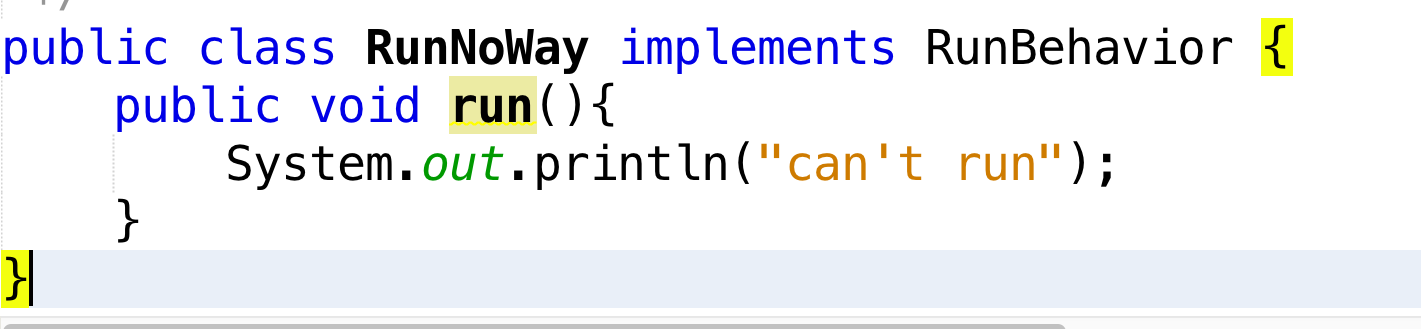 */
public class RunNoWay implements RunBehavior {
    public void run(){
        System.out.println("can't run");
    }
}